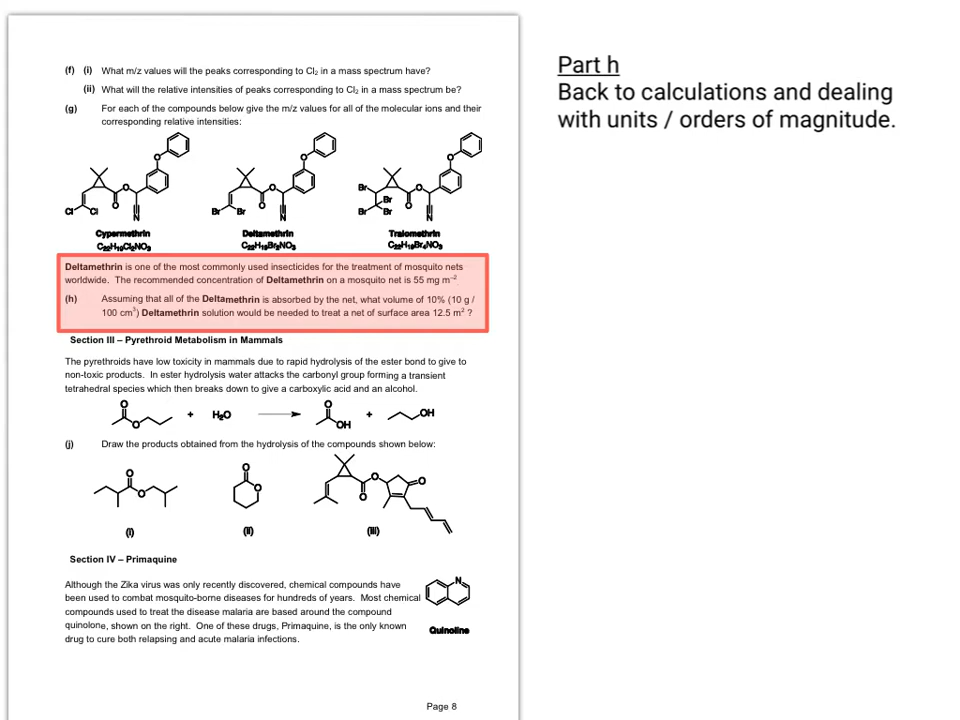 (f) (i) What m/z values will the peaks corresponding to Cl₂ in a mass spectrum have?
(ii) What will the relative intensities of peaks corresponding to Cl₂ in a mass spectrum be?
(g) For each of the compounds below give the m/z values for all of the molecular ions and their
corresponding relative intensities:
O O O
O O Br O
O O Br O
Cl Cl N Br Br N Br Br N
Cypermethrin Deltamethrin Tralomethrin
C₂₂H₁₉Cl₂NO₃ C₂₂H₁₉Br₂NO₃ C₂₂H₁₉Br₄NO₃
Deltamethrin is one of the most commonly used insecticides for the treatment of mosquito nets
worldwide. The recommended concentration of Deltamethrin on a mosquito net is 55 mg m⁻²
(h) Assuming that all of the Deltamethrin is absorbed by the net, what volume of 10% (10 g /
100 cm³) Deltamethrin solution would be needed to treat a net of surface area 12.5 m² ?
Section III – Pyrethroid Metabolism in Mammals
The pyrethroids have low toxicity in mammals due to rapid hydrolysis of the ester bond to give to
non-toxic products. In ester hydrolysis water attacks the carbonyl group forming a transient
tetrahedral species which then breaks down to give a carboxylic acid and an alcohol.
O O + H₂O O OH + OH
(j) Draw the products obtained from the hydrolysis of the compounds shown below:
O O O O O O O
(i) (ii) (iii)
Section IV – Primaquine
Although the Zika virus was only recently discovered, chemical compounds have
been used to combat mosquito-borne diseases for hundreds of years. Most chemical
compounds used to treat the disease malaria are based around the compound
quinolone, shown on the right. One of these drugs, Primaquine, is the only known
drug to cure both relapsing and acute malaria infections.
N
Quinoline
Page 8
Part h
Back to calculations and dealing
with units / orders of magnitude.